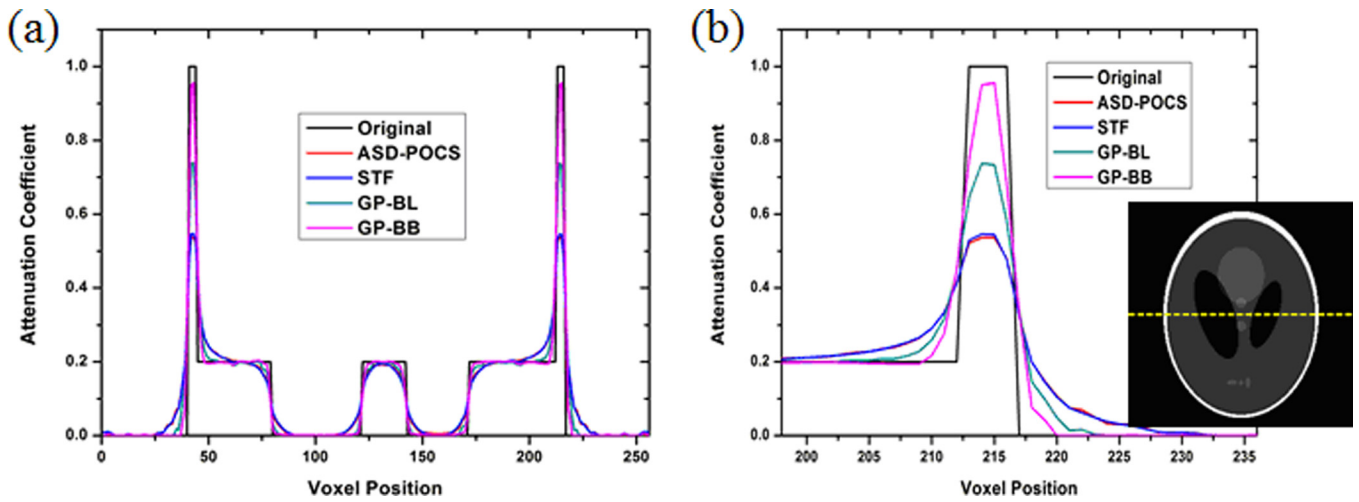 (a)
Attenuation Coefficient
1.0
0.8
0.6
0.4
0.2
0.0
Original
ASD-POCS
STF
GP-BL
GP-BB
0
50
100
150
200
250
Voxel Position
(b)
Attenuation Coefficient
1.0
0.8
0.6
0.4
0.2
0.0
Original
ASD-POCS
STF
GP-BL
GP-BB
200
205
210
215
220
225
230
235
Voxel Position